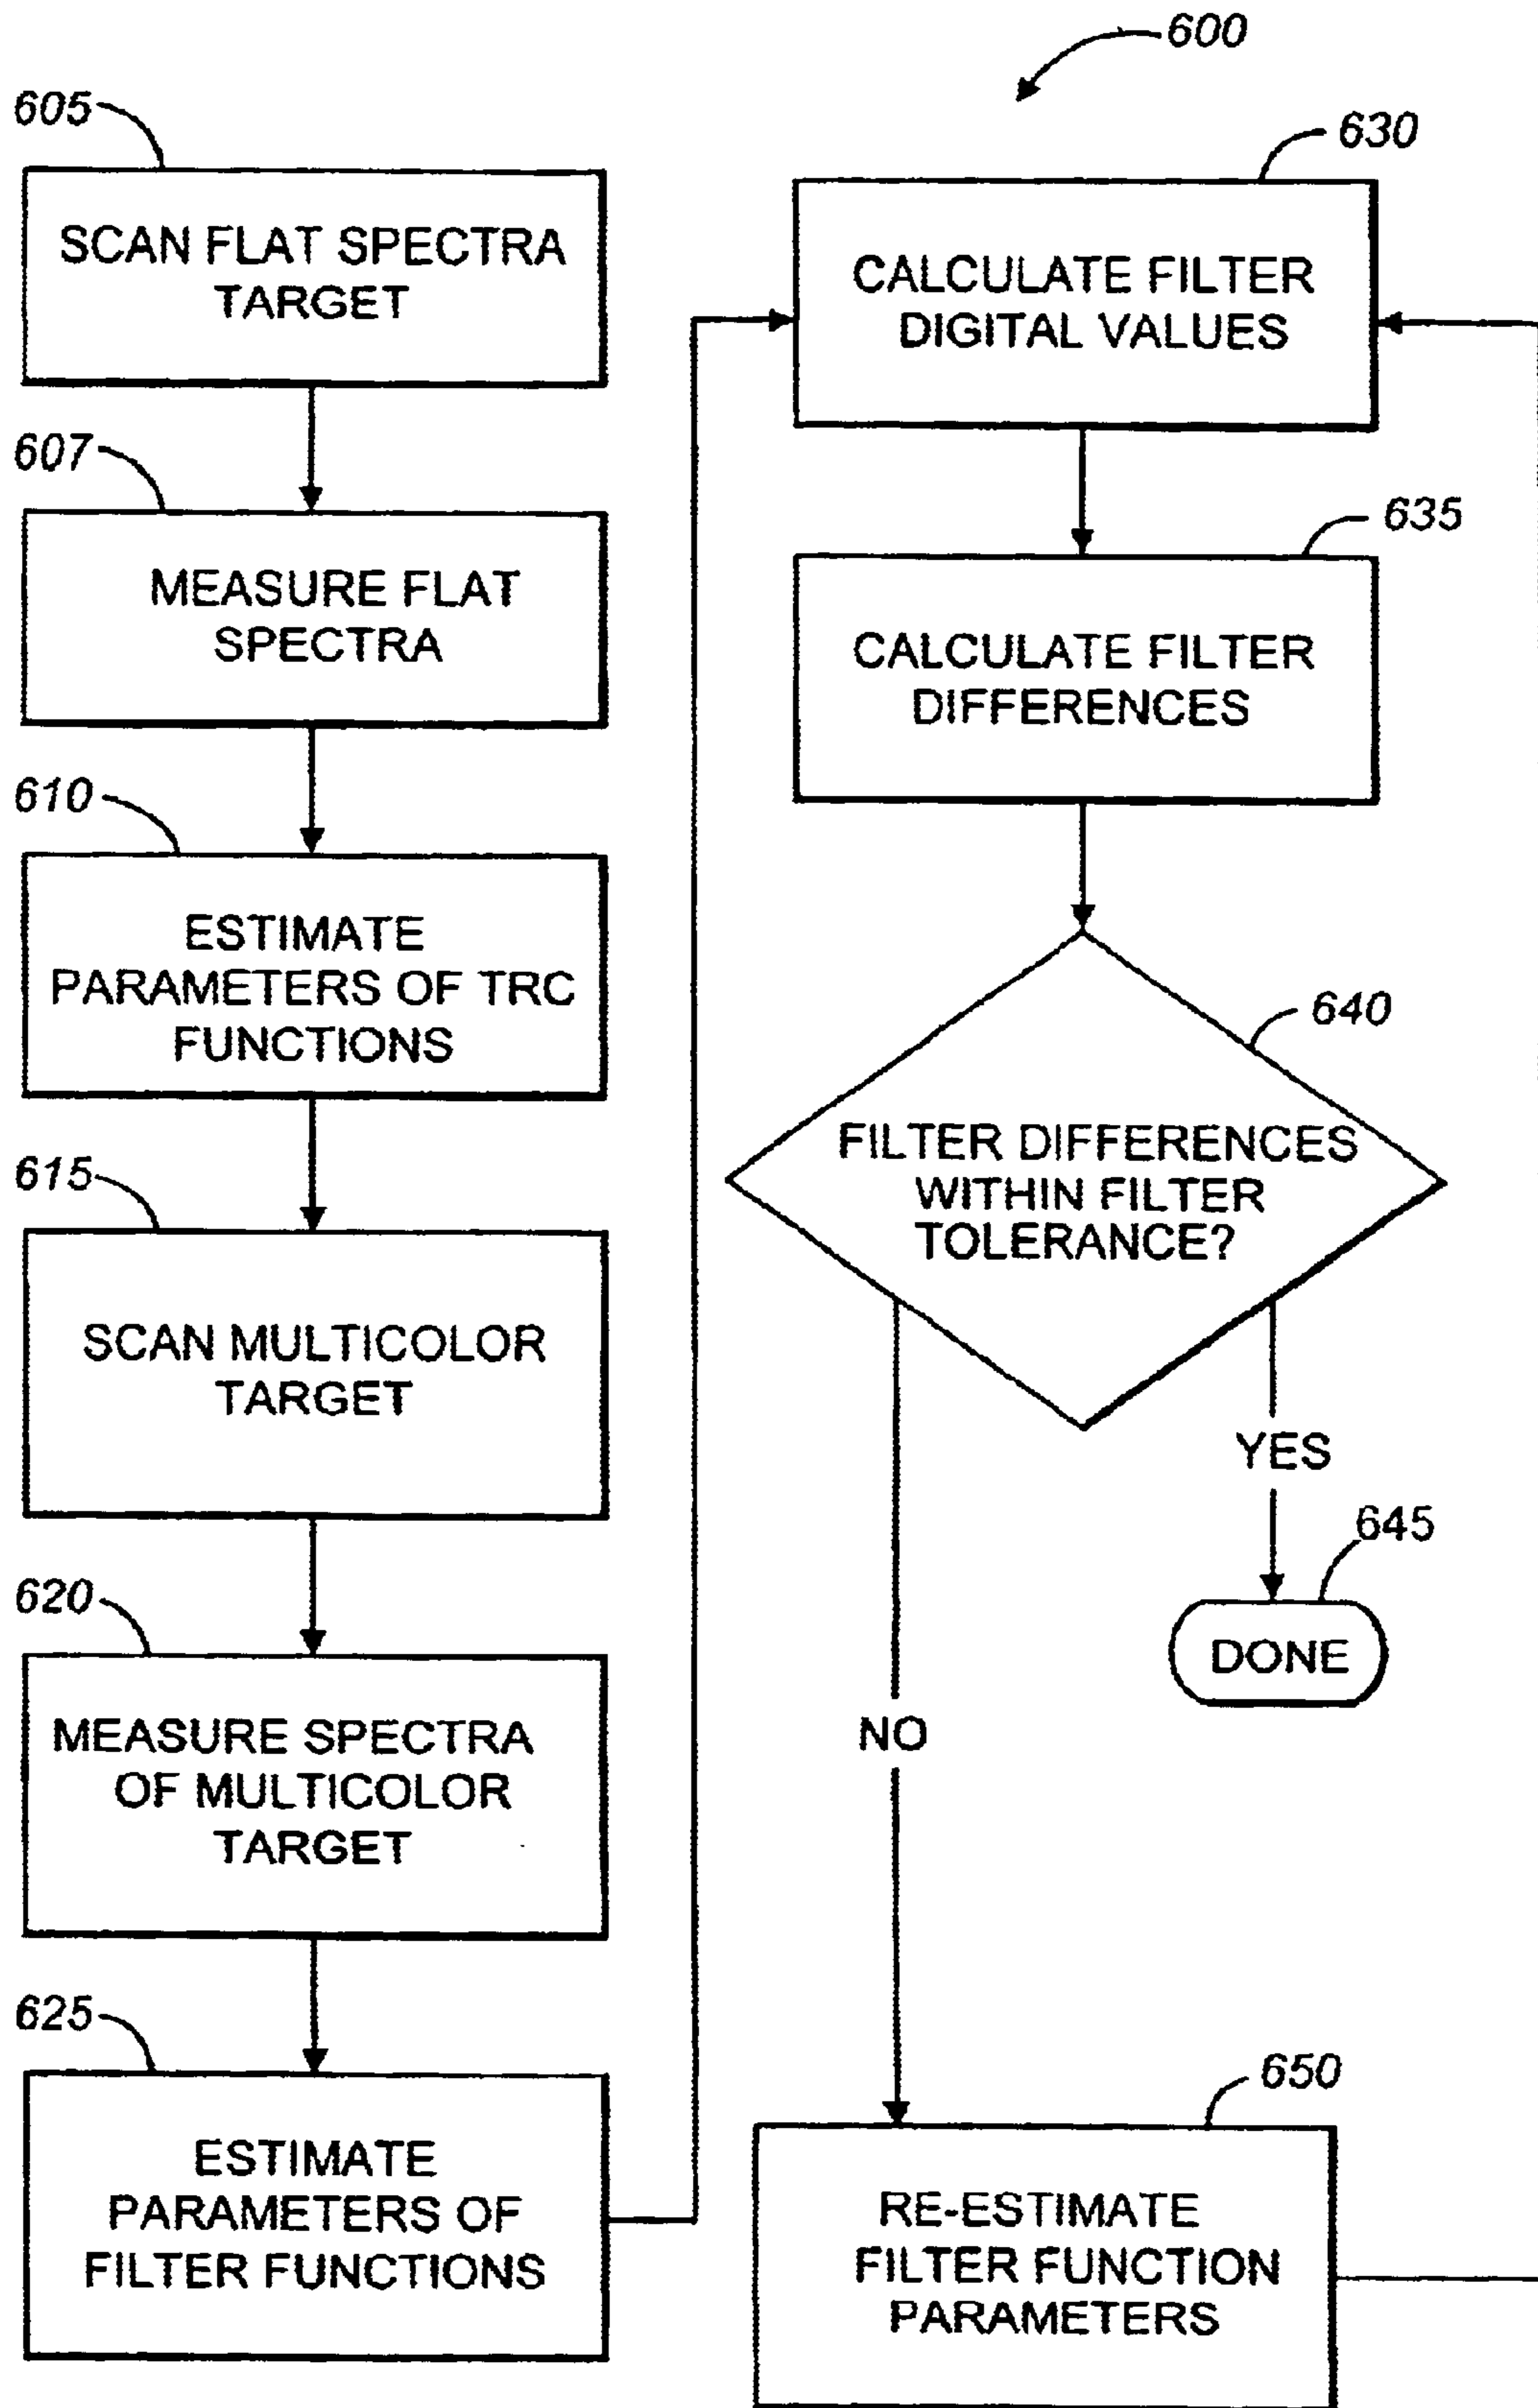 600
605
SCAN FLAT SPECTRA
TARGET
607
MEASURE FLAT
SPECTRA
610
ESTIMATE
PARAMETERS OF TRC
FUNCTIONS
615
SCAN MULTICOLOR
TARGET
620
MEASURE SPECTRA
OF MULTICOLOR
TARGET
625
ESTIMATE
PARAMETERS OF
FILTER FUNCTIONS
630
CALCULATE FILTER
DIGITAL VALUES
635
CALCULATE FILTER
DIFFERENCES
640
FILTER DIFFERENCES
WITHIN FILTER
TOLERANCE?
YES
645
DONE
NO
650
RE-ESTIMATE
FILTER FUNCTION
PARAMETERS